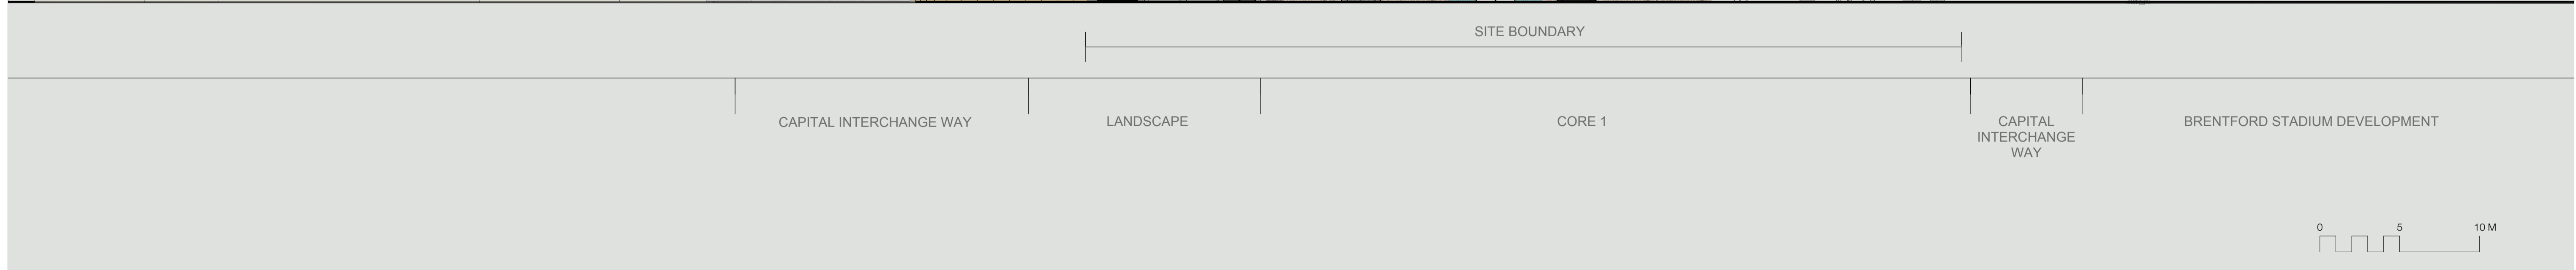 SITE BOUNDARY
CAPITAL INTERCHANGE WAY
LANDSCAPE
CORE 1
CAPITAL
INTERCHANGE
WAY
BRENTFORD STADIUM DEVELOPMENT
0 5 10 M